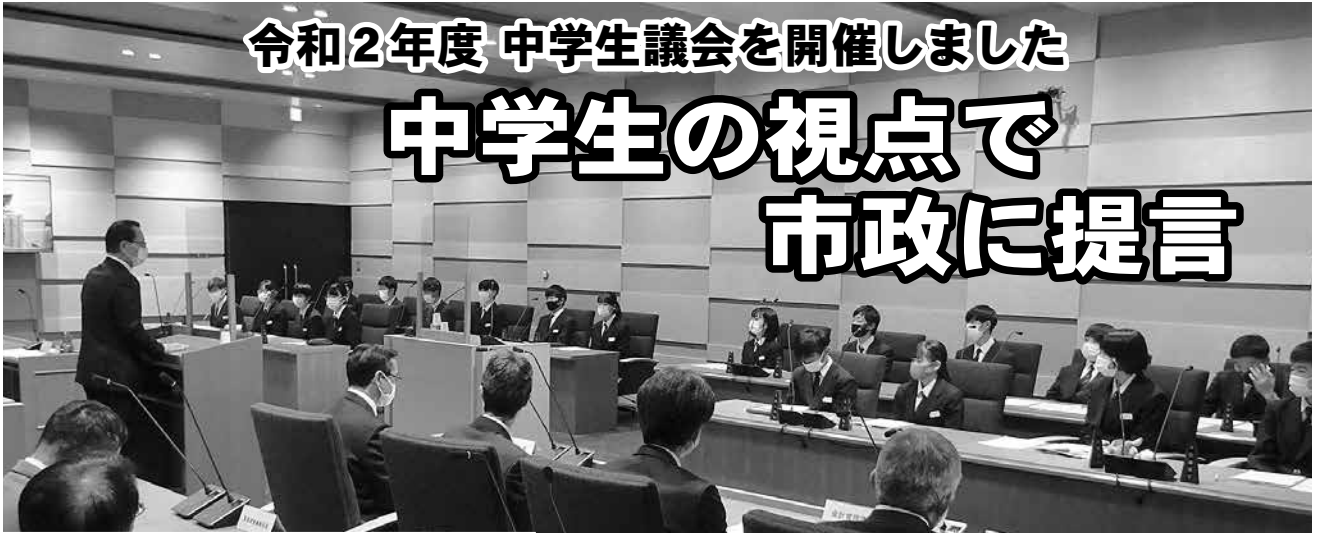 令和２年度 中学生議会を開催しました
中学生の視点で
市政に提言